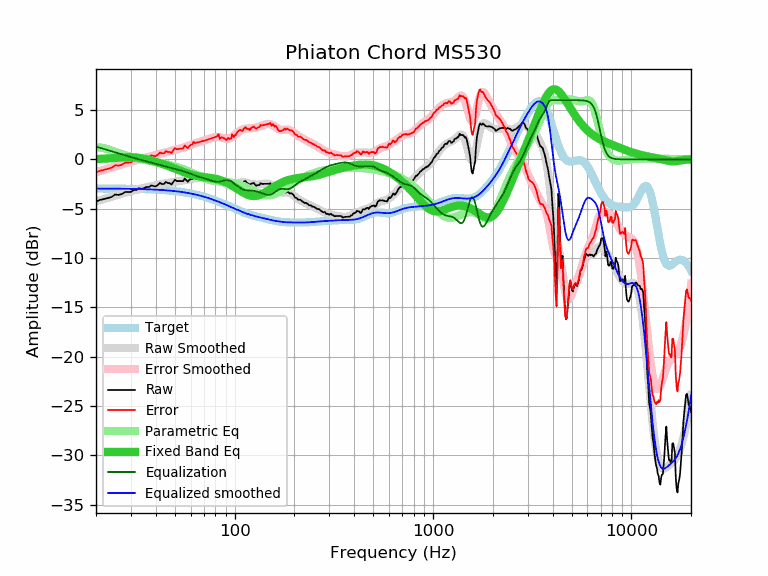 Phiaton Chord MS530
5
0
−5
−10
−15
−20
−25
−30
−35
Amplitude (dBr)
Target
Raw Smoothed
Error Smoothed
Raw
Error
Parametric Eq
Fixed Band Eq
Equalization
Equalized smoothed
100 1000 10000
Frequency (Hz)